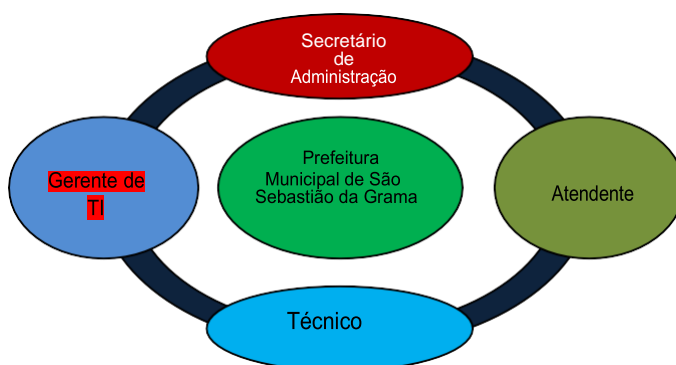 Secretário
de
Administração
Prefeitura
Municipal de São
Sebastião da Grama
Gerente de
TI
Atendente
Técnico